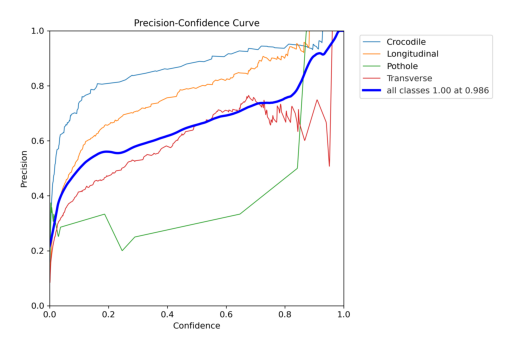 Precision-Confidence Curve
1.0
0.8
0.6
0.4
0.2
0.0
Precision
0.0 0.2 0.4 0.6 0.8 1.0
Confidence
Crocodile
Longitudinal
Pothole
Transverse
all classes 1.00 at 0.986